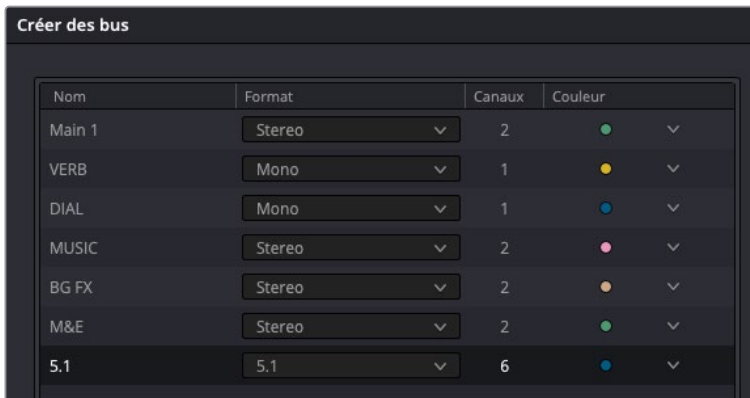 Créer des bus
Nom Format Canaux Couleur
Main 1 Stereo 2
VERB Mono 1
DIAL Mono 1
MUSIC Stereo 2
BG FX Stereo 2
M&E Stereo 2
5.1 5.1 6